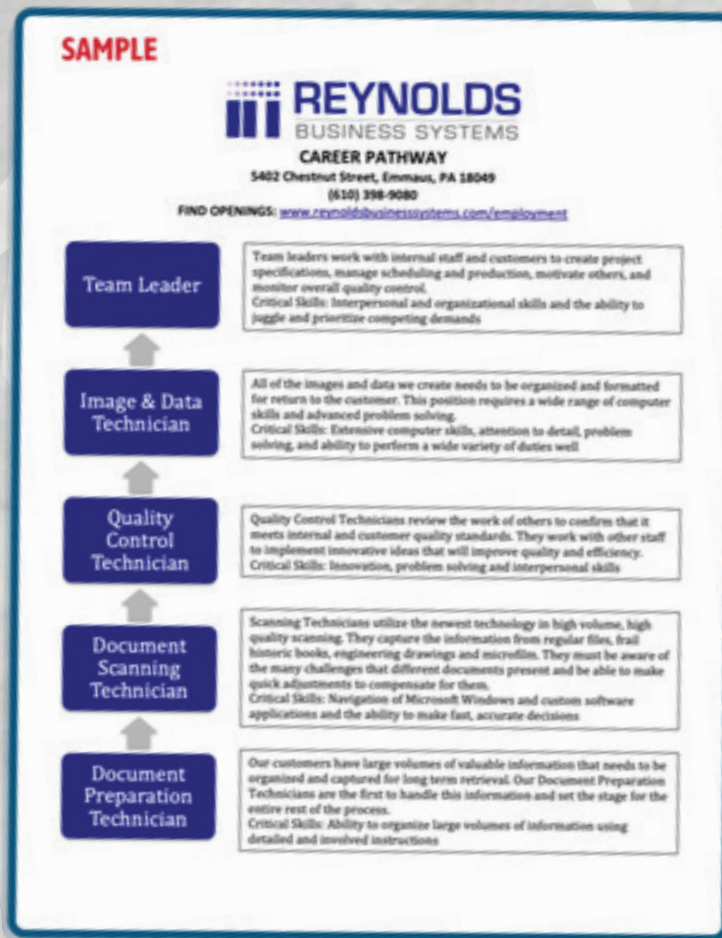 SAMPLE
REYNOLDS
BUSINESS SYSTEMS
CAREER PATHWAY
5402 Chestnut Street, Emmaus, PA 18049
(610) 398-9080
FIND OPENINGS: www.reynoldsbusinesssystems.com/employment
Team Leader
Team leaders work with internal staff and customers to create project
specifications, manage scheduling and production, motivate others, and
monitor overall quality control.
Critical Skills: Interpersonal and organizational skills and the ability to
juggle and prioritize competing demands
Image & Data
Technician
All of the images and data we create needs to be organized and formatted
for return to the customer. This position requires a wide range of computer
skills and advanced problem solving.
Critical Skills: Extensive computer skills, attention to detail, problem
solving, and ability to perform a wide variety of duties well
Quality
Control
Technician
Quality Control Technicians review the work of others to confirm that it
meets internal and customer quality standards. They work with other staff
to implement innovative ideas that will improve quality and efficiency.
Critical Skills: Innovation, problem solving and interpersonal skills
Document
Scanning
Technician
Scanning Technicians utilize the newest technology in high volume, high
quality scanning. They capture the information from regular files, frail
historic books, engineering drawings and microfilm. They must be aware of
the many challenges that different documents present and be able to make
quick adjustments to compensate for them.
Critical Skills: Navigation of Microsoft Windows and custom software
applications and the ability to make fast, accurate decisions
Document
Preparation
Technician
Our customers have large volumes of valuable information that needs to be
organized and captured for long term retrieval. Our Document Preparation
Technicians are the first to handle this information and set the stage for the
entire rest of the process.
Critical Skills: Ability to organize large volumes of information using
detailed and involved instructions